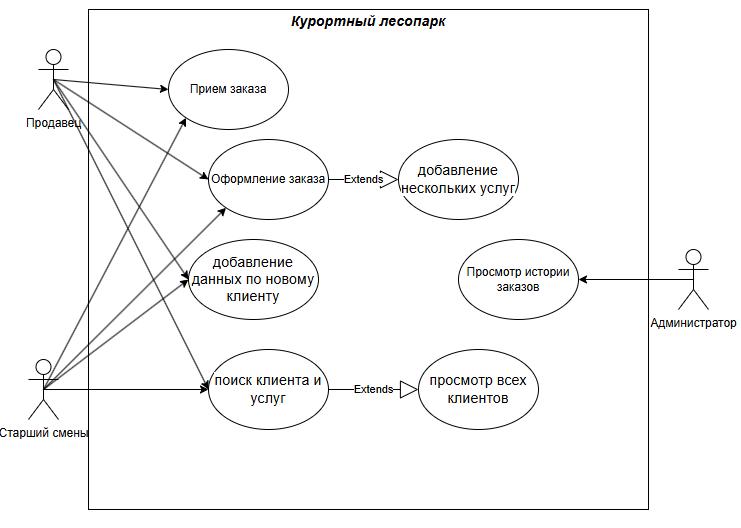 Курортный лесопарк
Прием заказа
Продавец
Оформление заказа
Extends
добавление
нескольких услуг
добавление
данных по новому
клиенту
Просмотр истории
заказов
Администратор
поиск клиента и
услуг
Extends
просмотр всех
клиентов
Старший смены